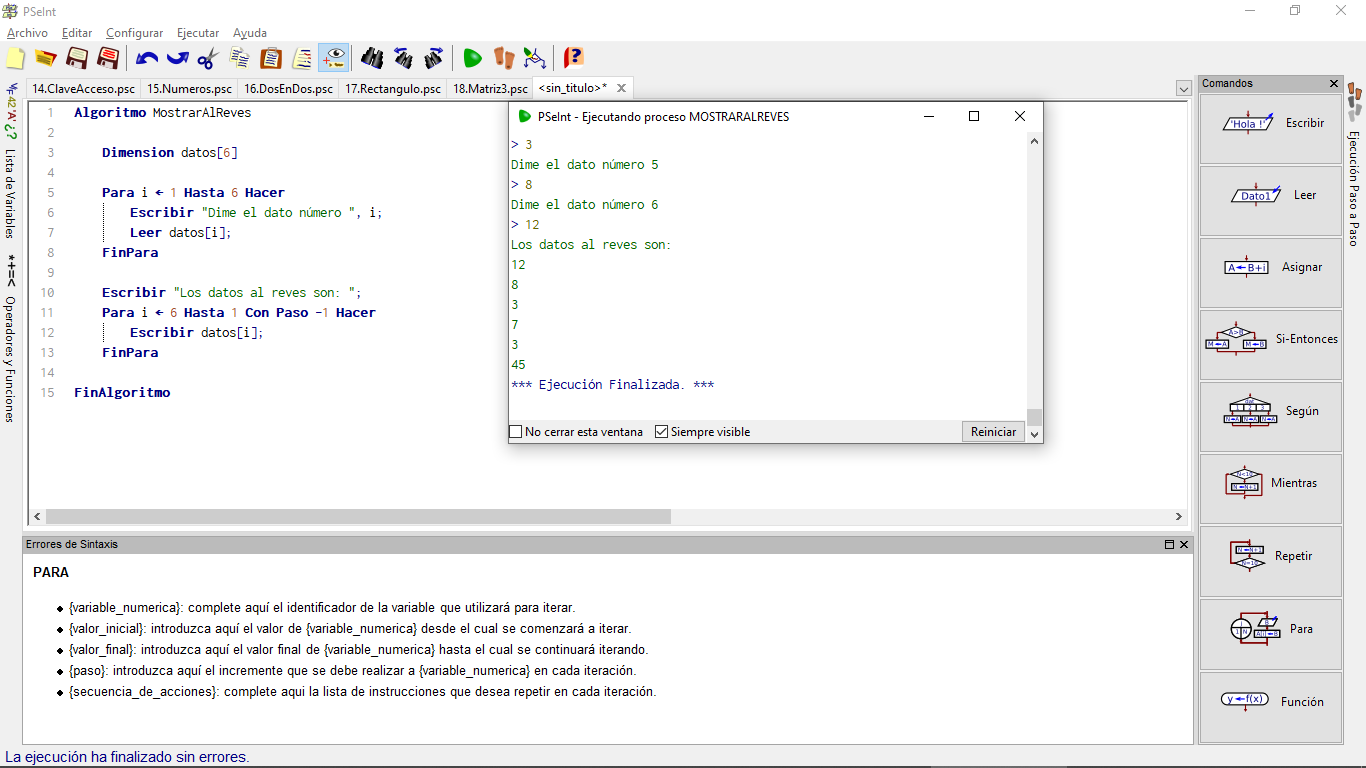 PSeInt
Archivo Editar Configurar Ejecutar Ayuda
14.ClaveAcceso.psc 15.Numeros.psc 16.DosEnDos.psc 17.Rectangulo.psc 18.Matriz3.psc <sin_titulo>*
Lista de Variables
*+=< Operadores y Funciones
1 Algoritmo MostrarAlReves
2
3 Dimension datos[6]
4
5 Para i ← 1 Hasta 6 Hacer
6 Escribir "Dime el dato número ", i;
7 Leer datos[i];
8 FinPara
9
10 Escribir "Los datos al reves son: ";
11 Para i ← 6 Hasta 1 Con Paso -1 Hacer
12 Escribir datos[i];
13 FinPara
14
15 FinAlgoritmo
PSeInt - Ejecutando proceso MOSTRARALREVES
> 3
Dime el dato número 5
> 8
Dime el dato número 6
> 12
Los datos al reves son:
12
8
3
7
3
45
*** Ejecución Finalizada. ***
No cerrar esta ventana Siempre visible Reiniciar
Comandos
'Hola !' Escribir
Dato1 Leer
A←B+i Asignar
A>B M←A M←B Si-Entonces
Según
Mientras
Repetir
Para
y←f(x) Función
Ejecución Paso a Paso
Errores de Sintaxis
PARA
{variable_numerica}: complete aquí el identificador de la variable que utilizará para iterar.
{valor_inicial}: introduzca aquí el valor de {variable_numerica} desde el cual se comenzará a iterar.
{valor_final}: introduzca aquí el valor final de {variable_numerica} hasta el cual se continuará iterando.
{paso}: introduzca aquí el incremente que se debe realizar a {variable_numerica} en cada iteración.
{secuencia_de_acciones}: complete aqui la lista de instrucciones que desea repetir en cada iteración.
La ejecución ha finalizado sin errores.